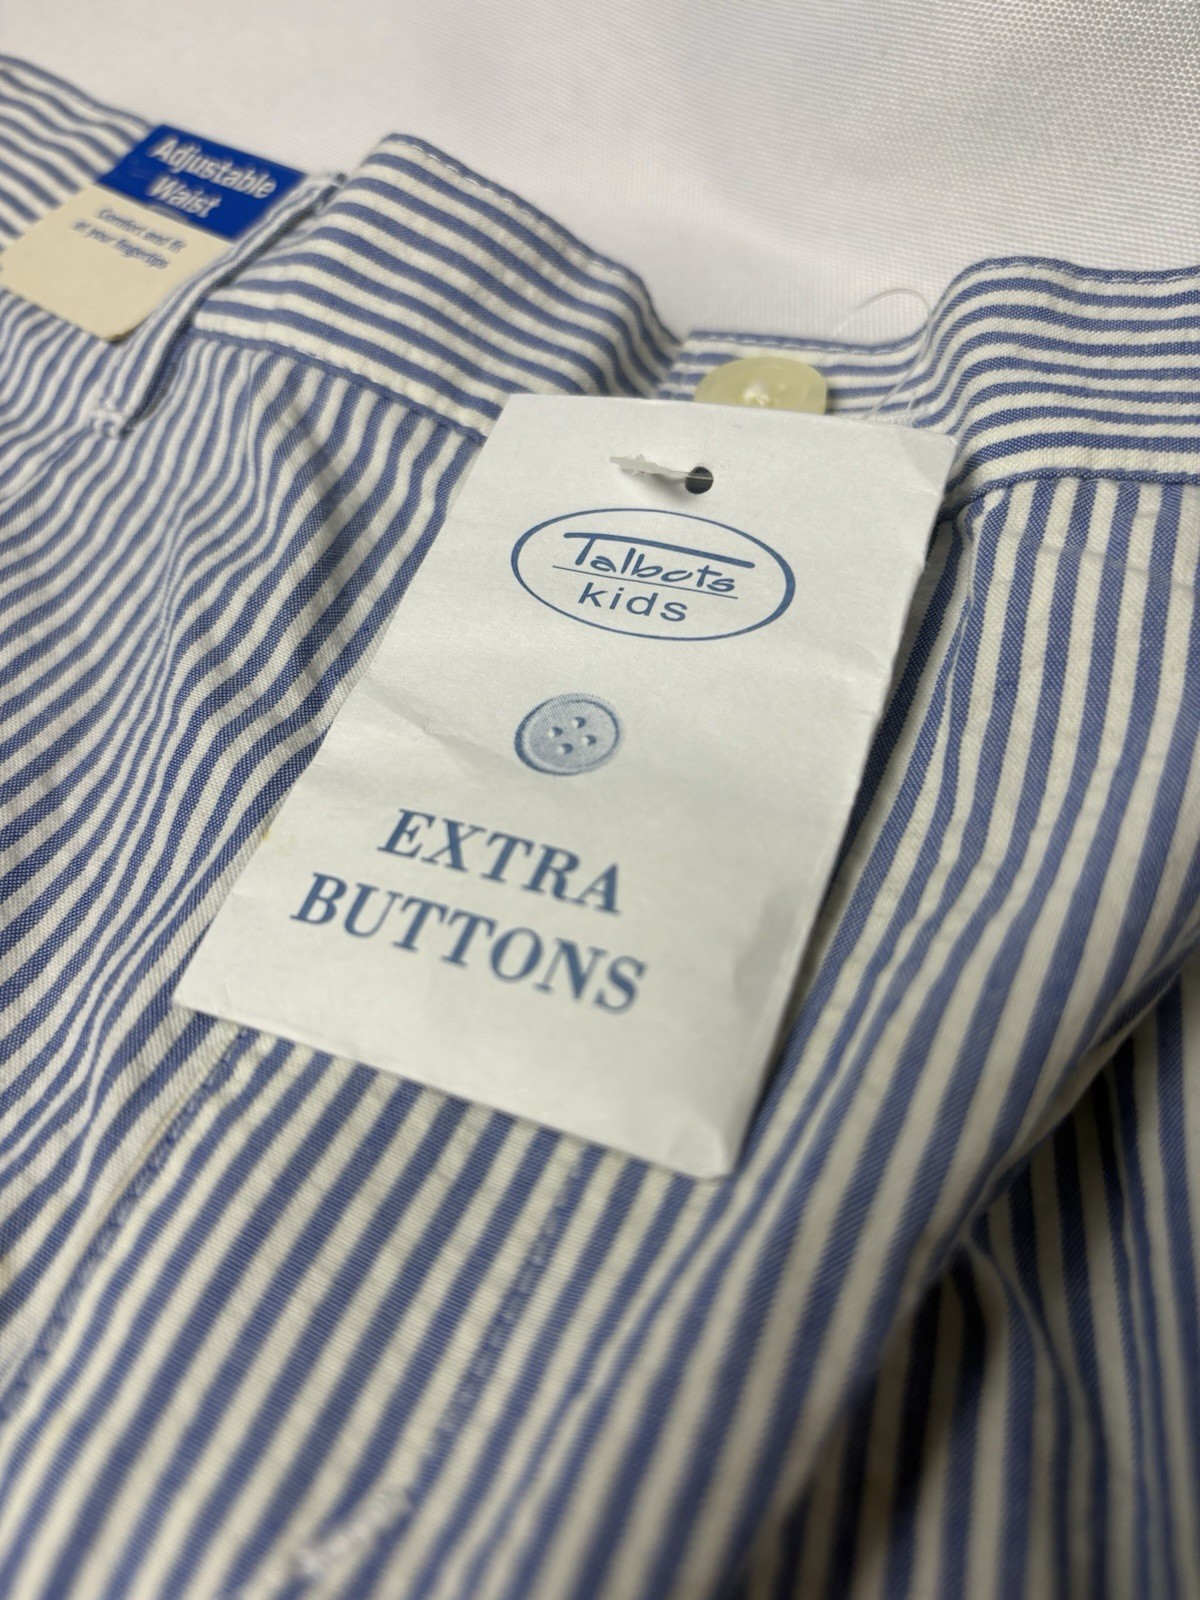 Adjustable
Waist
Comfort and fit
at your fingertips
Talbots
kids
EXTRA
BUTTONS